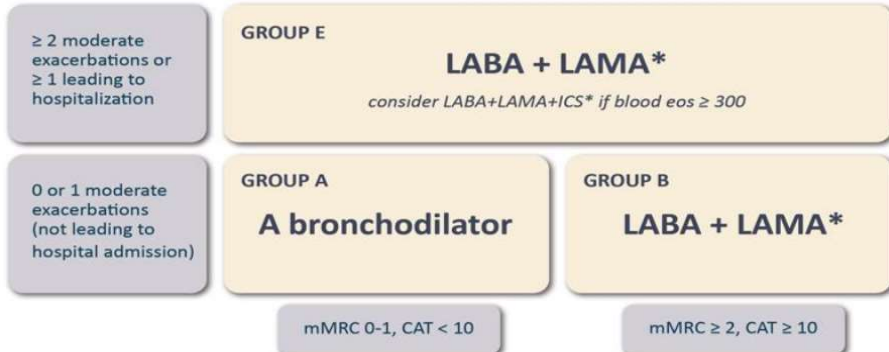 ≥ 2 moderate
exacerbations or
≥ 1 leading to
hospitalization
GROUP E
LABA + LAMA*
consider LABA+LAMA+ICS* if blood eos ≥ 300
0 or 1 moderate
exacerbations
(not leading to
hospital admission)
GROUP A
A bronchodilator
GROUP B
LABA + LAMA*
mMRC 0-1, CAT < 10
mMRC ≥ 2, CAT ≥ 10